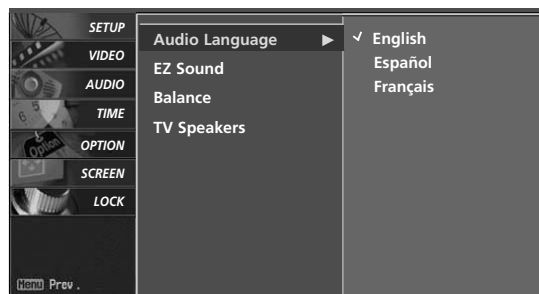 SETUP
VIDEO
AUDIO
TIME
OPTION
SCREEN
LOCK
Menu Prev.
Audio Language ▶
EZ Sound
Balance
TV Speakers
✓ English
Español
Français